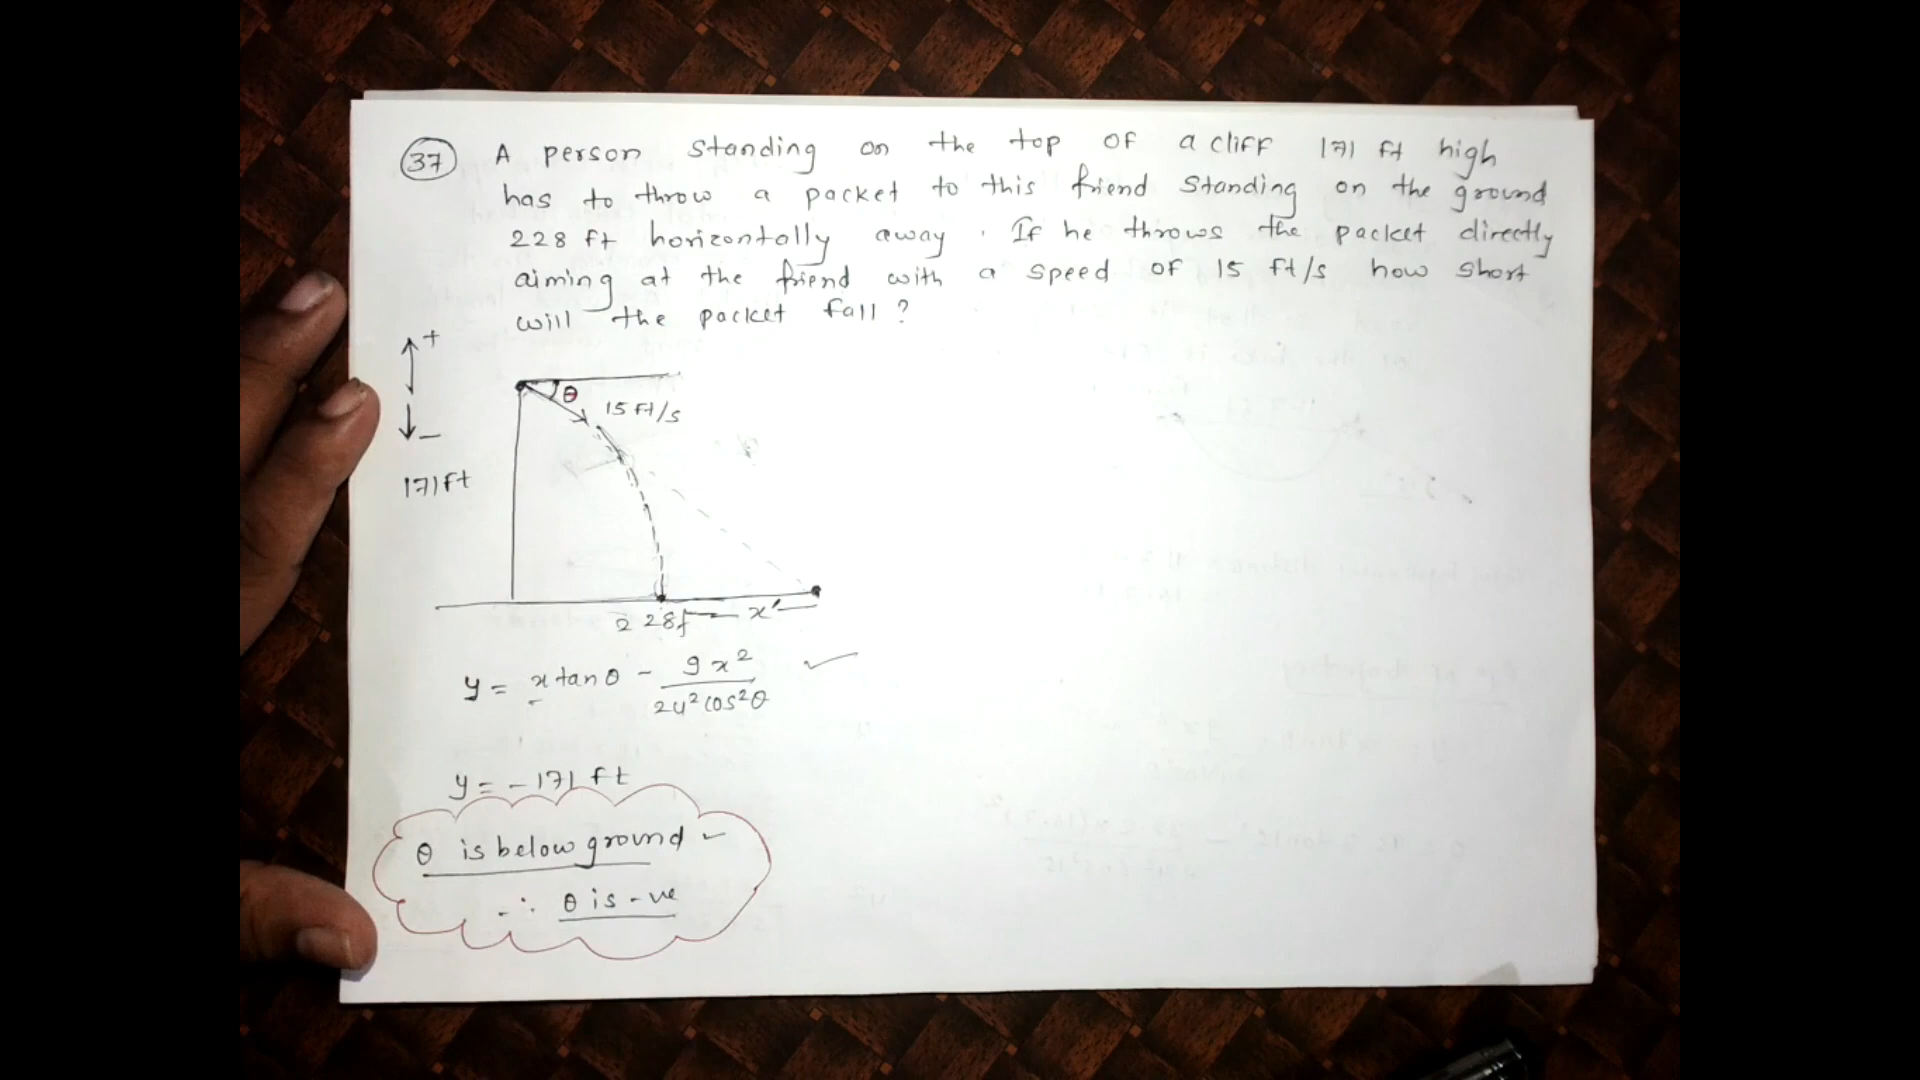 37 A person standing on the top of a cliff 171 ft high
has to throw a packet to this friend standing on the ground
228 ft horizontally away. If he throws the packet directly
aiming at the friend with a speed of 15 ft/s how short
will the packet fall?
+
θ
15 ft/s
-
171ft
228f x'
y = x tan θ - gx²/2u²cos²θ
y = - 171 ft
θ is below ground
∴ θ is -ve